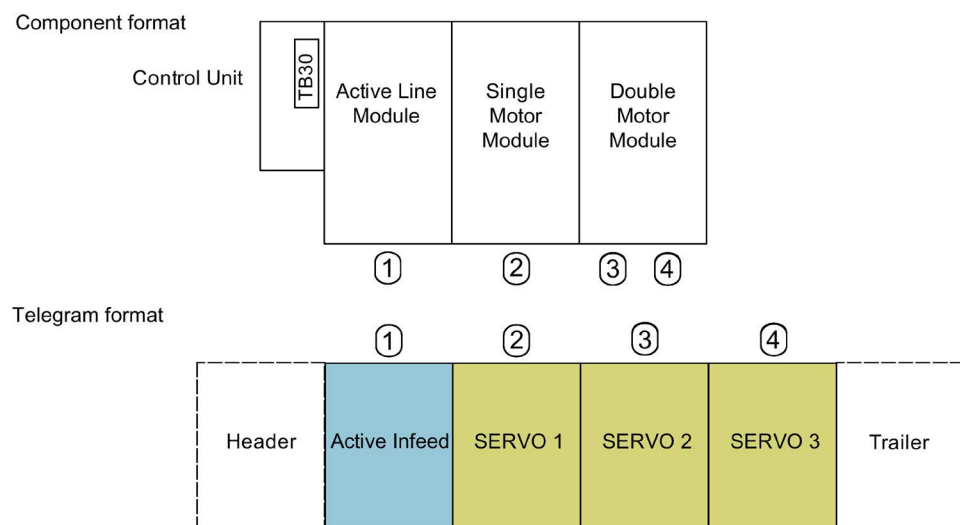 Component format
Control Unit
TB30
Active Line
Module
Single
Motor
Module
Double
Motor
Module
1
2
3
4
Telegram format
1
2
3
4
Header
Active Infeed
SERVO 1
SERVO 2
SERVO 3
Trailer